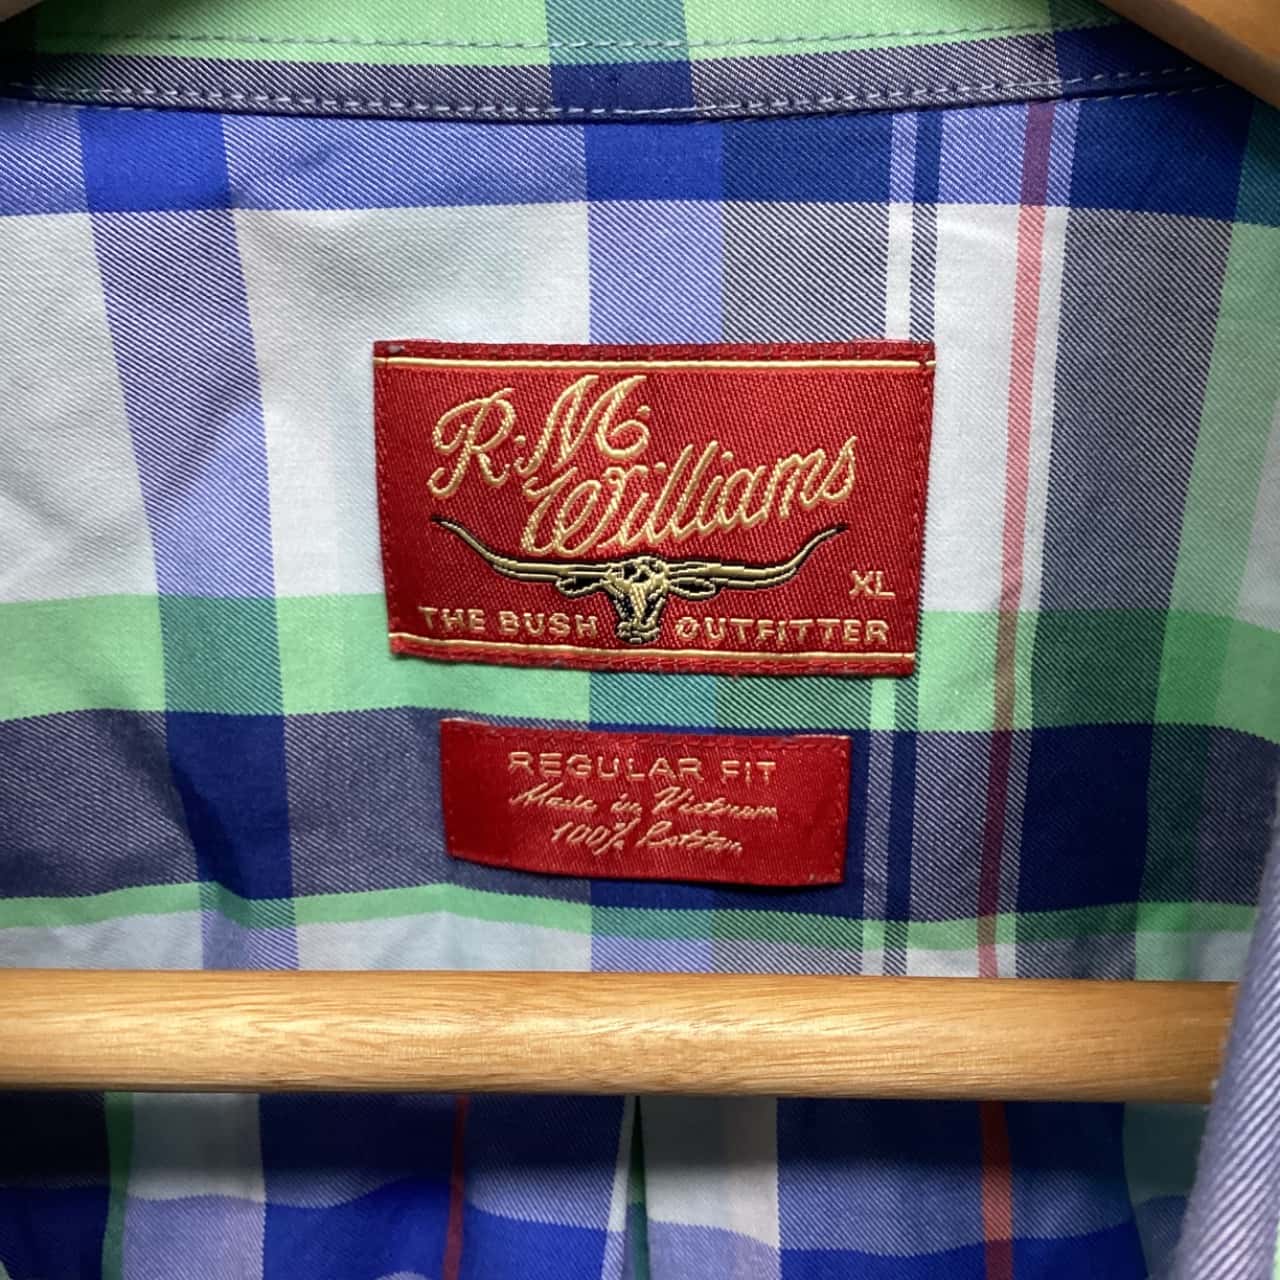 R.M.
Williams
XL
THE BUSH OUTFITTER
REGULAR FIT
Made in Vietnam
100% Cotton